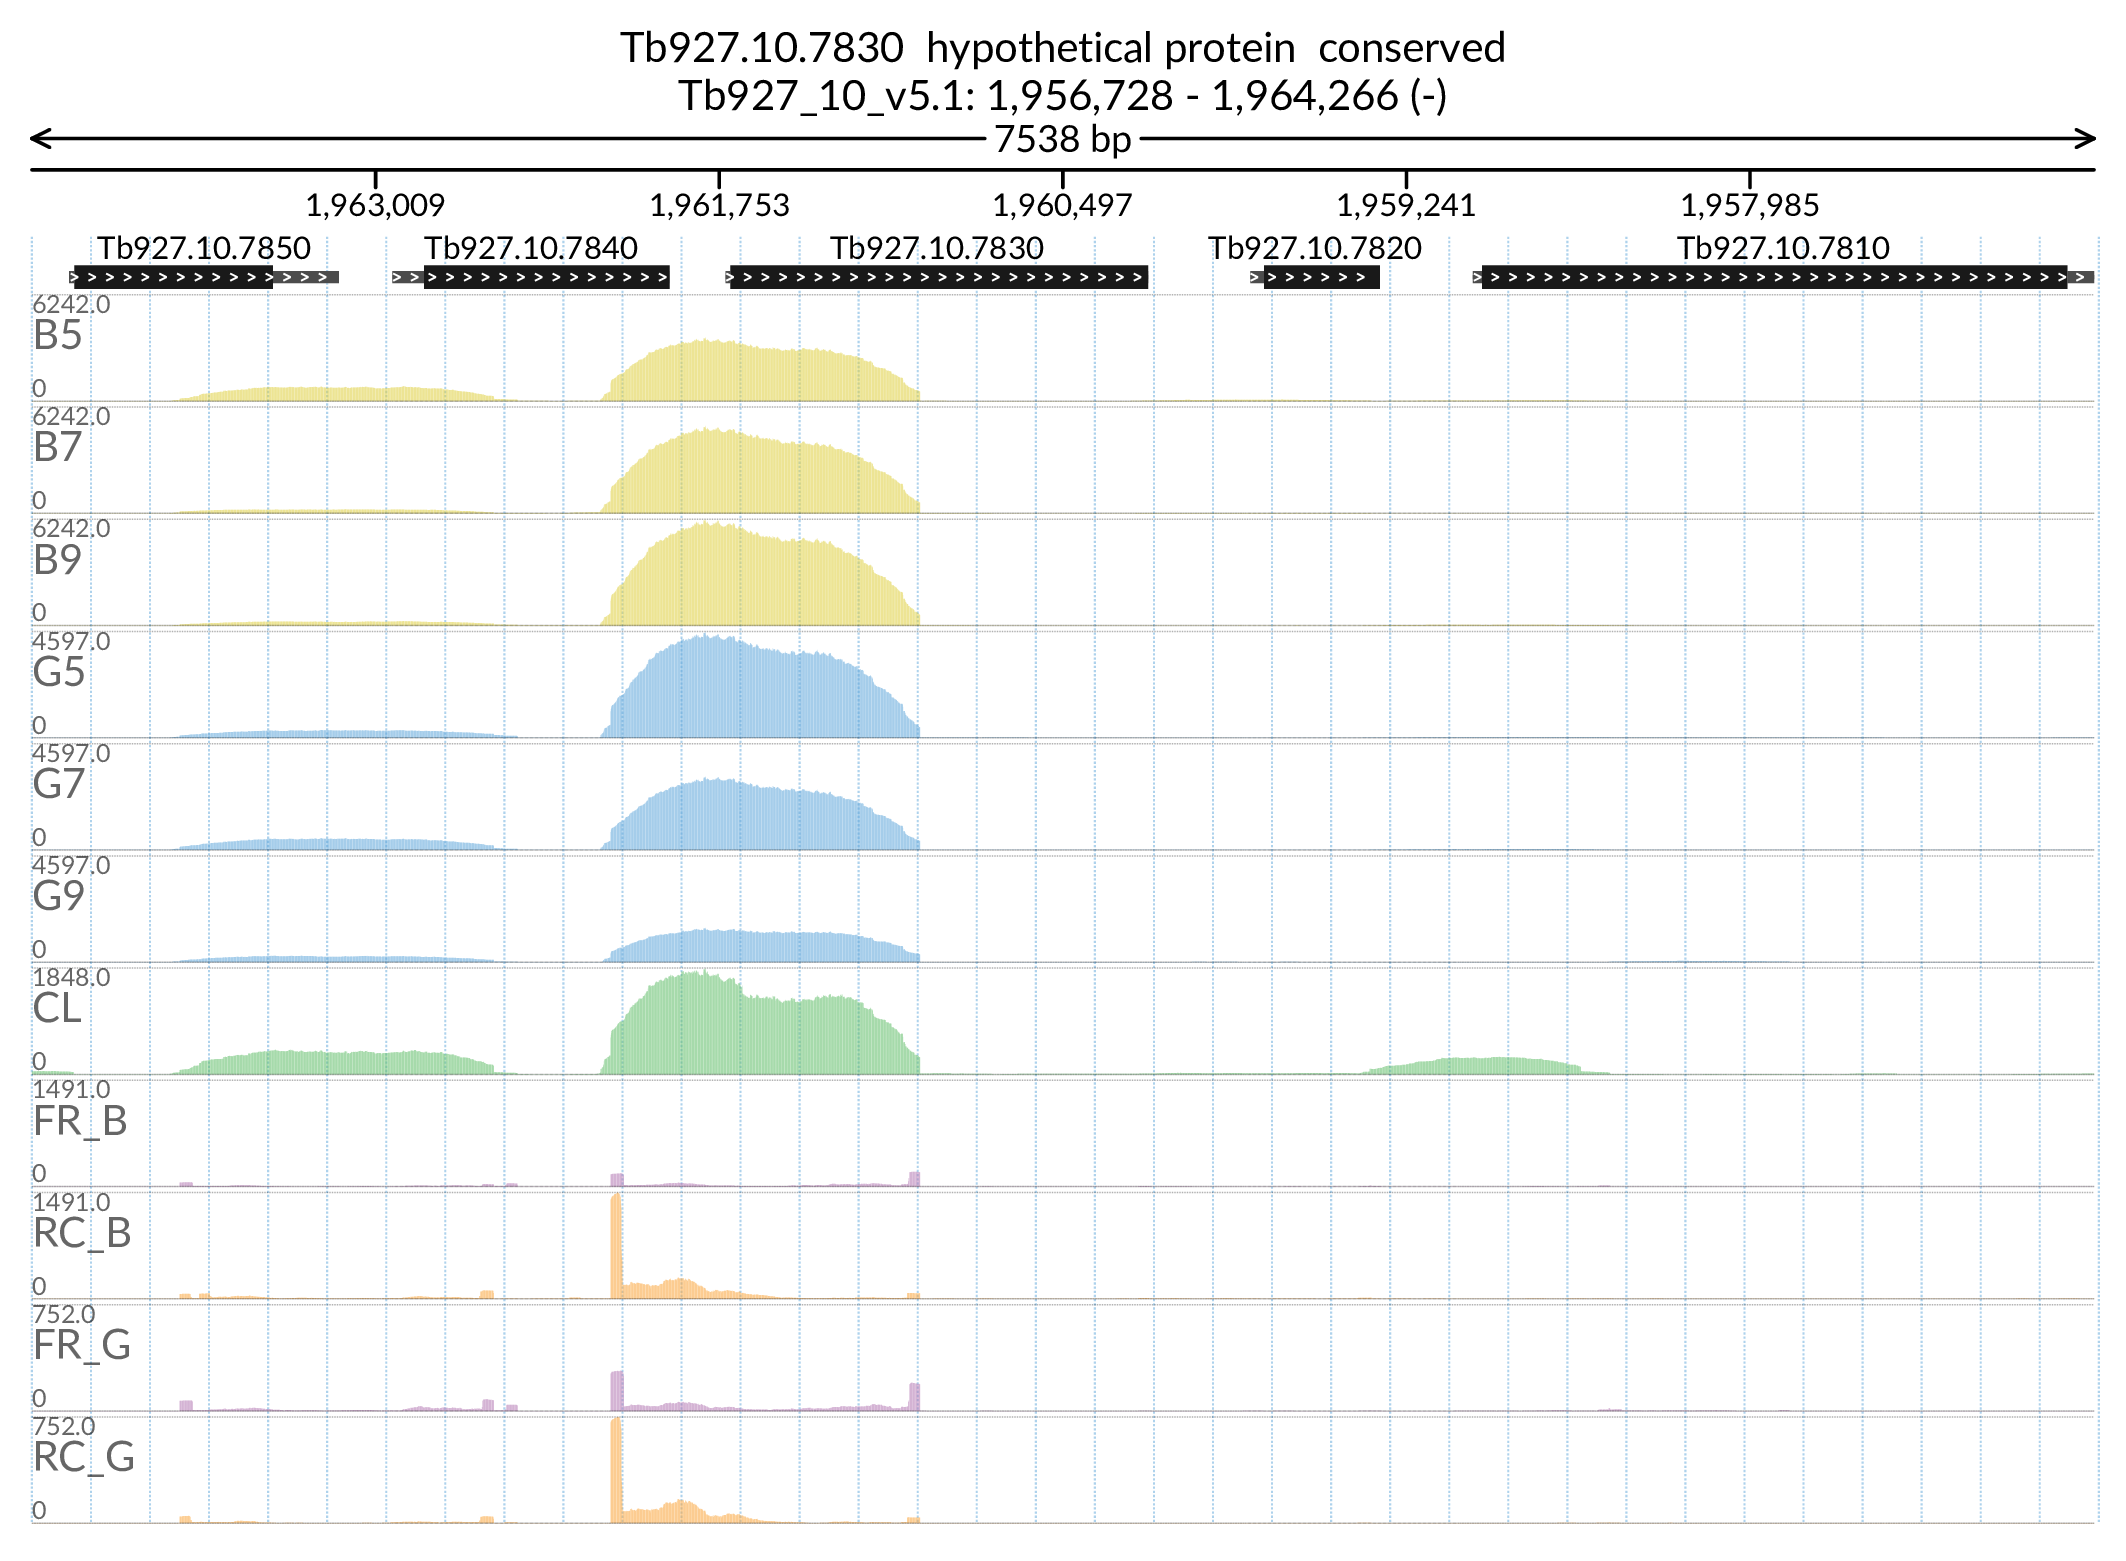 Tb927.10.7830  hypothetical protein  conserved
Tb927_10_v5.1: 1,956,728 - 1,964,266 (-)
7538 bp
1,963,009 1,961,753 1,960,497 1,959,241 1,957,985
Tb927.10.7850 Tb927.10.7840 Tb927.10.7830 Tb927.10.7820 Tb927.10.7810
6242.0
B5
0
6242.0
B7
0
6242.0
B9
0
4597.0
G5
0
4597.0
G7
0
4597.0
G9
0
1848.0
CL
0
1491.0
FR_B
0
1491.0
RC_B
0
752.0
FR_G
0
752.0
RC_G
0